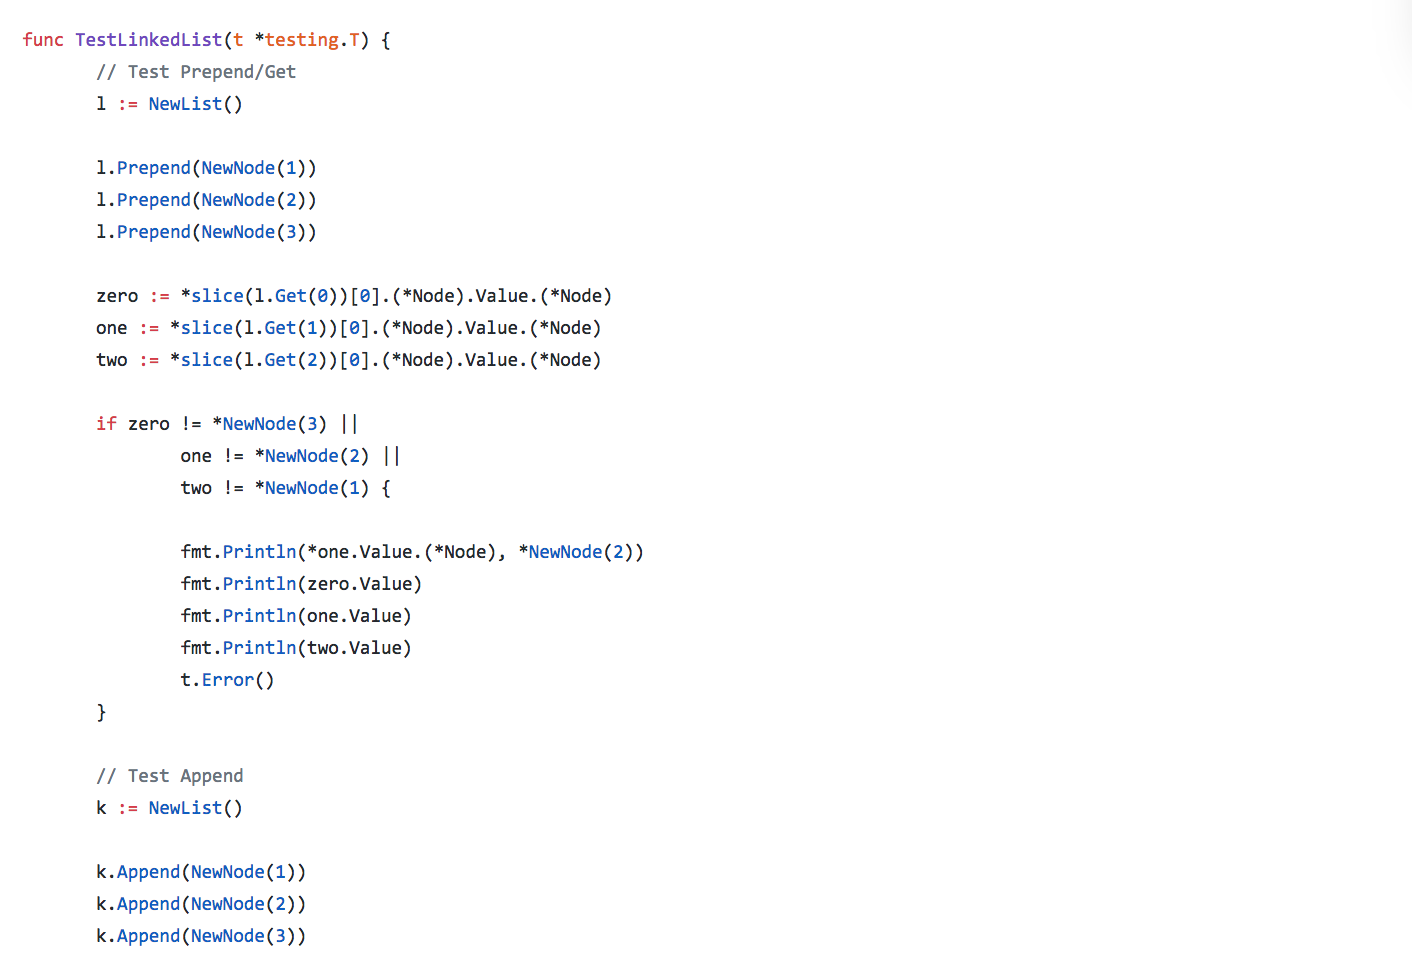 func TestLinkedList(t *testing.T) {
// Test Prepend/Get
l := NewList()
l.Prepend(NewNode(1))
l.Prepend(NewNode(2))
l.Prepend(NewNode(3))
zero := *slice(l.Get(0))[0].(*Node).Value.(*Node)
one := *slice(l.Get(1))[0].(*Node).Value.(*Node)
two := *slice(l.Get(2))[0].(*Node).Value.(*Node)
if zero != *NewNode(3) ||
one != *NewNode(2) ||
two != *NewNode(1) {
fmt.Println(*one.Value.(*Node), *NewNode(2))
fmt.Println(zero.Value)
fmt.Println(one.Value)
fmt.Println(two.Value)
t.Error()
}
// Test Append
k := NewList()
k.Append(NewNode(1))
k.Append(NewNode(2))
k.Append(NewNode(3))